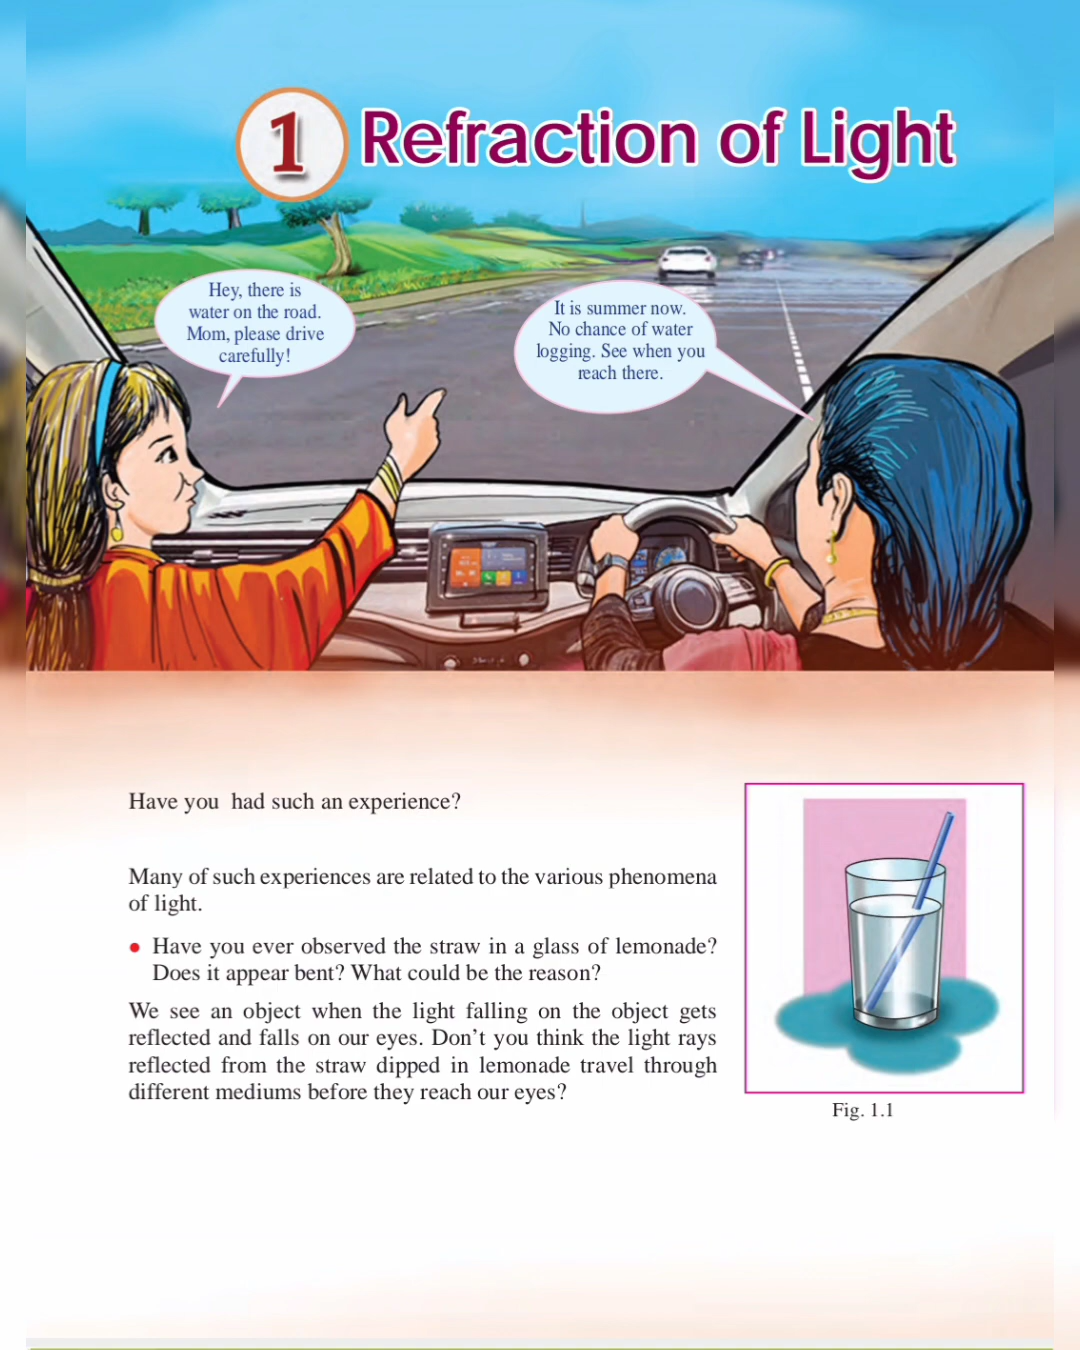 1 Refraction of Light
Hey, there is
water on the road.
Mom, please drive
carefully!
It is summer now.
No chance of water
logging. See when you
reach there.
Have you had such an experience?
Many of such experiences are related to the various phenomena
of light.
• Have you ever observed the straw in a glass of lemonade?
Does it appear bent? What could be the reason?
We see an object when the light falling on the object gets
reflected and falls on our eyes. Don't you think the light rays
reflected from the straw dipped in lemonade travel through
different mediums before they reach our eyes?
Fig. 1.1